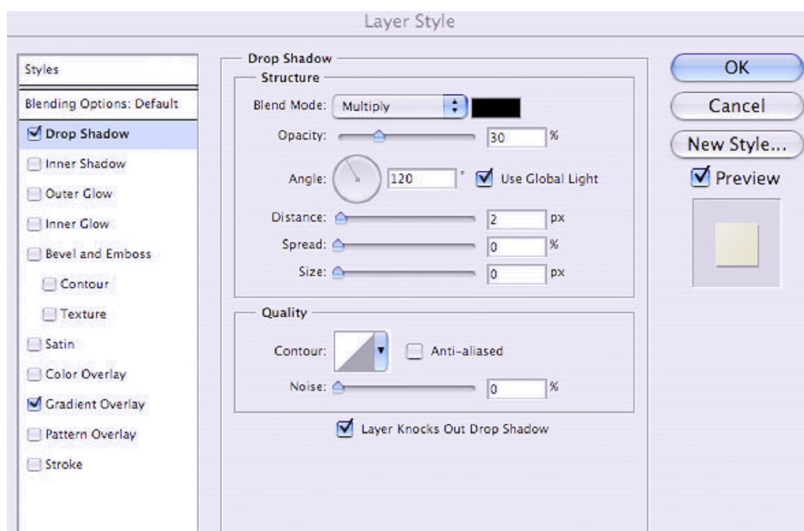 Layer Style
Styles
Blending Options: Default
Drop Shadow
Inner Shadow
Outer Glow
Inner Glow
Bevel and Emboss
Contour
Texture
Satin
Color Overlay
Gradient Overlay
Pattern Overlay
Stroke
Drop Shadow
Structure
Blend Mode: Multiply
Opacity: 30 %
Angle: 120 ° Use Global Light
Distance: 2 px
Spread: 0 %
Size: 0 px
Quality
Contour: Anti-aliased
Noise: 0 %
Layer Knocks Out Drop Shadow
OK
Cancel
New Style...
Preview